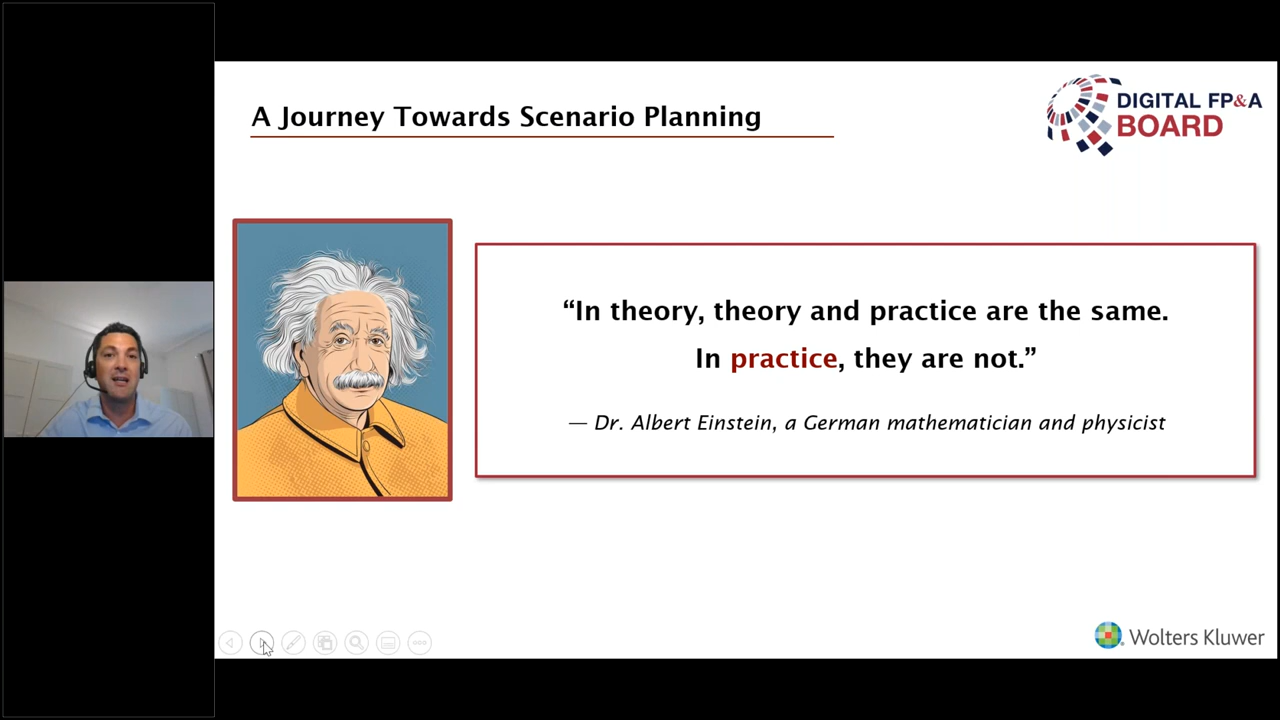 A Journey Towards Scenario Planning
DIGITAL FP&A
BOARD
“In theory, theory and practice are the same.
In practice, they are not.”
— Dr. Albert Einstein, a German mathematician and physicist
Wolters Kluwer